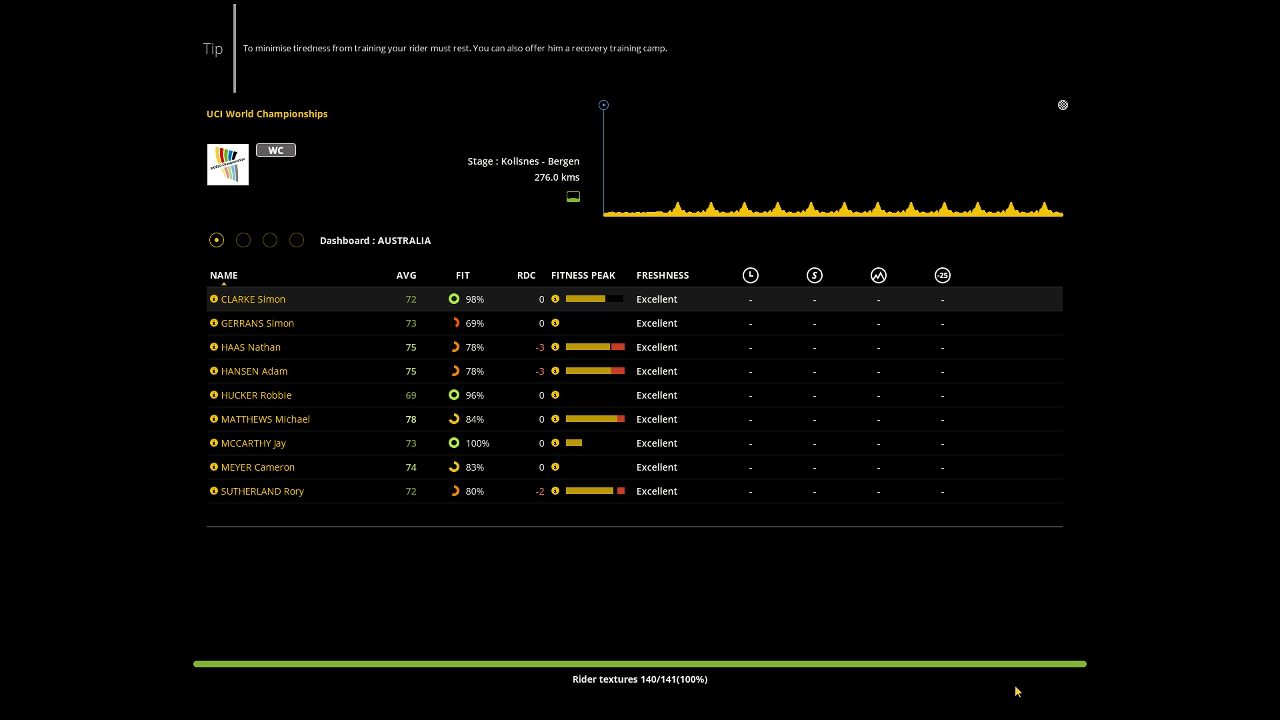 Tip
To minimise tiredness from training your rider must rest. You can also offer him a recovery training camp.
UCI World Championships
WC
Stage : Kollsnes - Bergen
276.0 kms
Dashboard : AUSTRALIA
NAME AVG FIT RDC FITNESS PEAK FRESHNESS S -25
CLARKE Simon 72 98% 0 Excellent - - - -
GERRANS Simon 73 69% 0 Excellent - - - -
HAAS Nathan 75 78% -3 Excellent - - - -
HANSEN Adam 75 78% -3 Excellent - - - -
HUCKER Robbie 69 96% 0 Excellent - - - -
MATTHEWS Michael 78 84% 0 Excellent - - - -
MCCARTHY Jay 73 100% 0 Excellent - - - -
MEYER Cameron 74 83% 0 Excellent - - - -
SUTHERLAND Rory 72 80% -2 Excellent - - - -
Rider textures 140/141(100%)